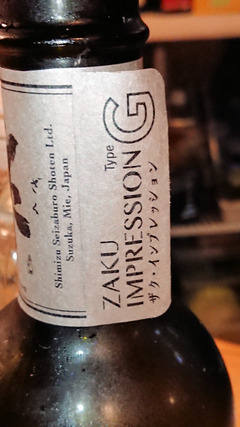 Shimizu Seizaburo Shoten Ltd.
Suzuka, Mie, Japan
ZAKU
IMPRESSION Type G
ザク・インプレッション